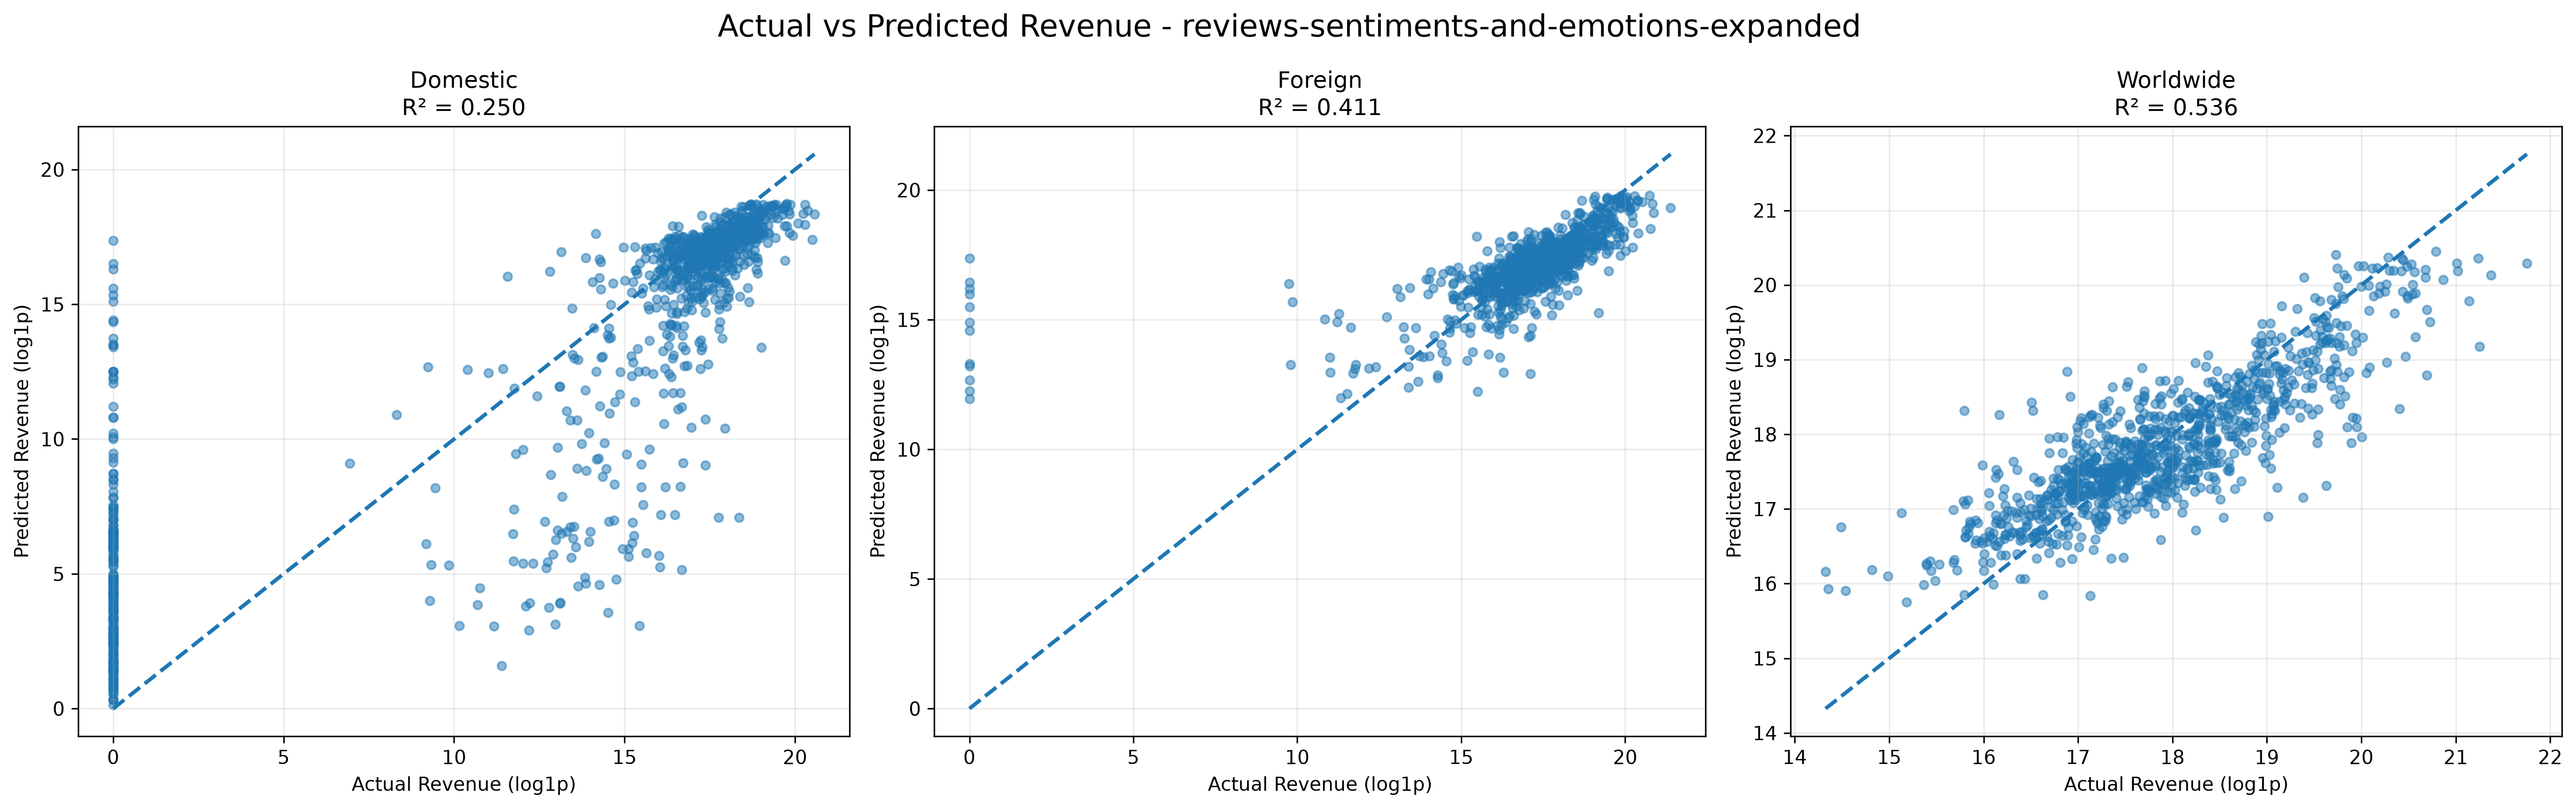 Actual vs Predicted Revenue - reviews-sentiments-and-emotions-expanded
Domestic
R² = 0.250
Predicted Revenue (log1p)
20
15
10
5
0
0 5 10 15 20
Actual Revenue (log1p)
Foreign
R² = 0.411
Predicted Revenue (log1p)
20
15
10
5
0
0 5 10 15 20
Actual Revenue (log1p)
Worldwide
R² = 0.536
Predicted Revenue (log1p)
22
21
20
19
18
17
16
15
14
14 15 16 17 18 19 20 21 22
Actual Revenue (log1p)